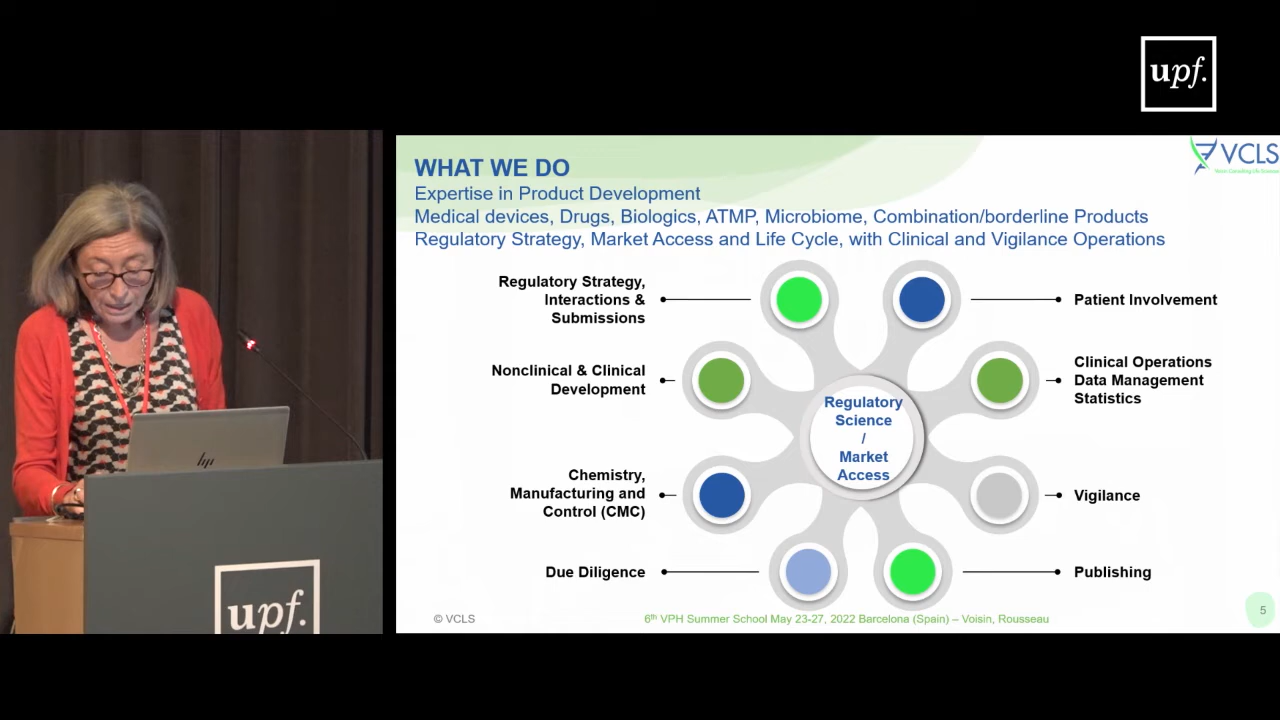 upf.
WHAT WE DO
Expertise in Product Development
Medical devices, Drugs, Biologics, ATMP, Microbiome, Combination/borderline Products
Regulatory Strategy, Market Access and Life Cycle, with Clinical and Vigilance Operations
VCLS
Regulatory Strategy,
Interactions &
Submissions
Nonclinical & Clinical
Development
Chemistry,
Manufacturing and
Control (CMC)
Due Diligence
Regulatory
Science
/
Market
Access
Patient Involvement
Clinical Operations
Data Management
Statistics
Vigilance
Publishing
© VCLS
6th VPH Summer School May 23-27, 2022 Barcelona (Spain) – Voisin, Rousseau
5
hp
upf.